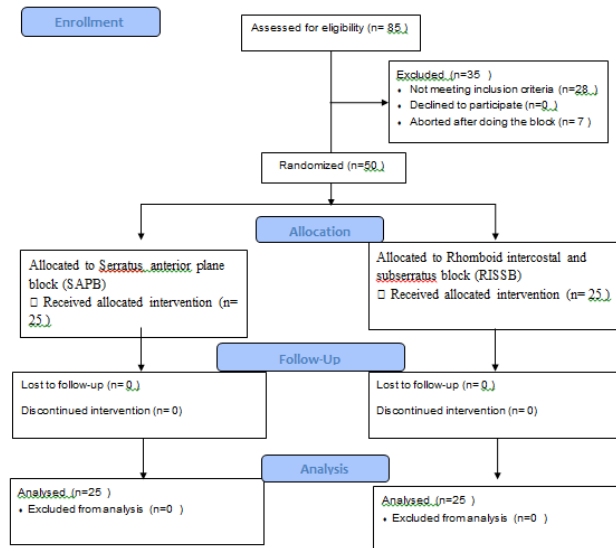 Enrollment
Assessed for eligibility (n= 85 )
Excluded (n=35 )
• Not meeting inclusion criteria (n=28 )
• Declined to participate (n=0 )
• Aborted after doing the block (n= 7 )
Randomized (n=50 )
Allocation
Allocated to Serratus anterior plane
block (SAPB)
□ Received allocated intervention (n=
25 )
Allocated to Rhomboid intercostal and
subserratus block (RISSB)
□ Received allocated intervention (n= 25 )
Follow-Up
Lost to follow-up (n= 0 )
Discontinued intervention (n= 0)
Lost to follow-up (n= 0 )
Discontinued intervention (n= 0)
Analysis
Analysed (n=25 )
• Excluded from analysis (n=0 )
Analysed (n=25 )
• Excluded from analysis (n=0 )